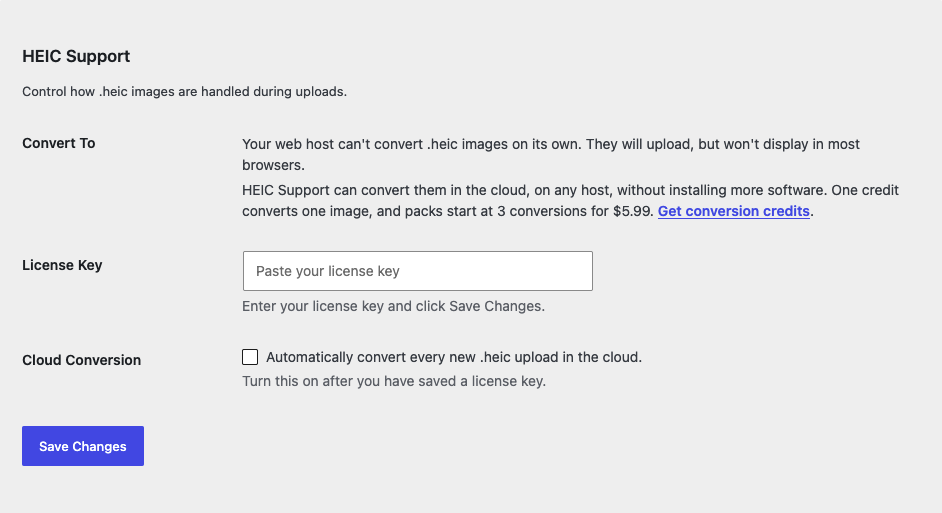 HEIC Support
Control how .heic images are handled during uploads.
Convert To
Your web host can't convert .heic images on its own. They will upload, but won't display in most
browsers.
HEIC Support can convert them in the cloud, on any host, without installing more software. One credit
converts one image, and packs start at 3 conversions for $5.99. Get conversion credits.
License Key
Paste your license key
Enter your license key and click Save Changes.
Cloud Conversion
Automatically convert every new .heic upload in the cloud.
Turn this on after you have saved a license key.
Save Changes